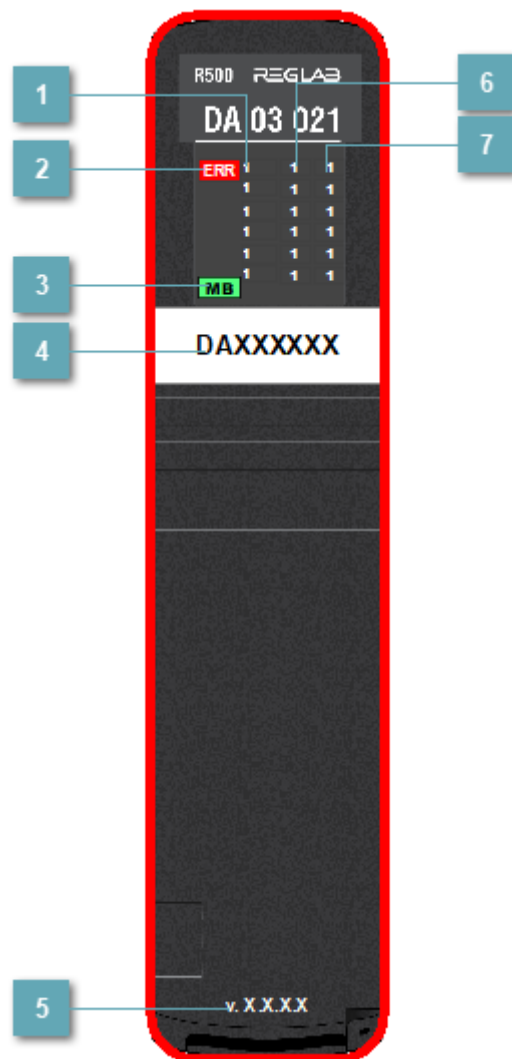 R500 REGLAB
DA 03 021
1 6
7
2 ERR 1 1 1
1 1 1
1 1 1
1 1 1
1 1 1
1 1 1
3 MB
4 DAXXXXXX
5 v. X.X.X.X